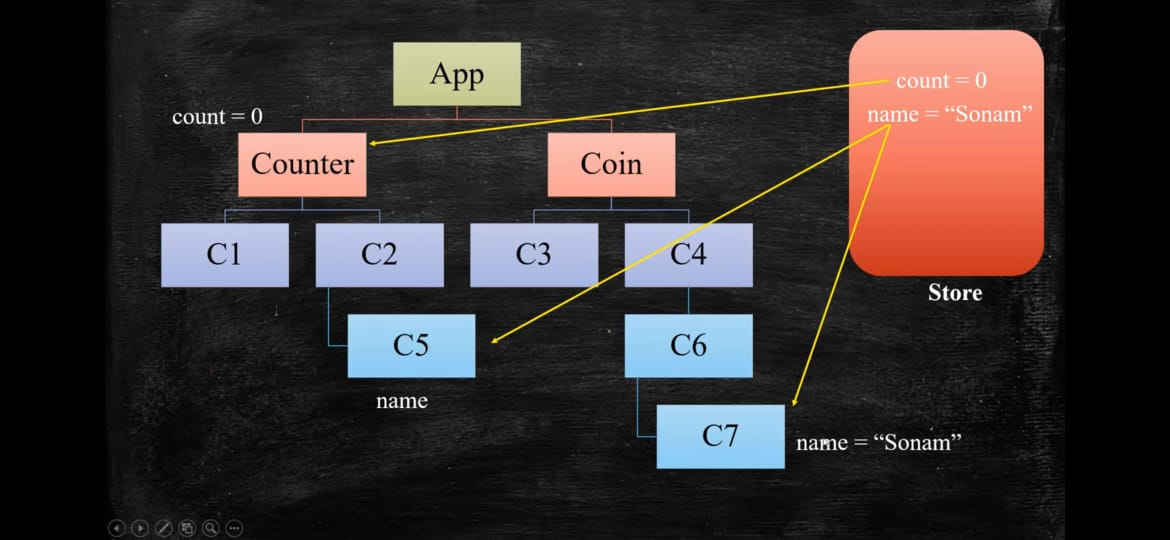 App
count = 0
name = “Sonam”
Store
count = 0
Counter
Coin
C1
C2
C3
C4
C5
name
C6
C7
name = “Sonam”